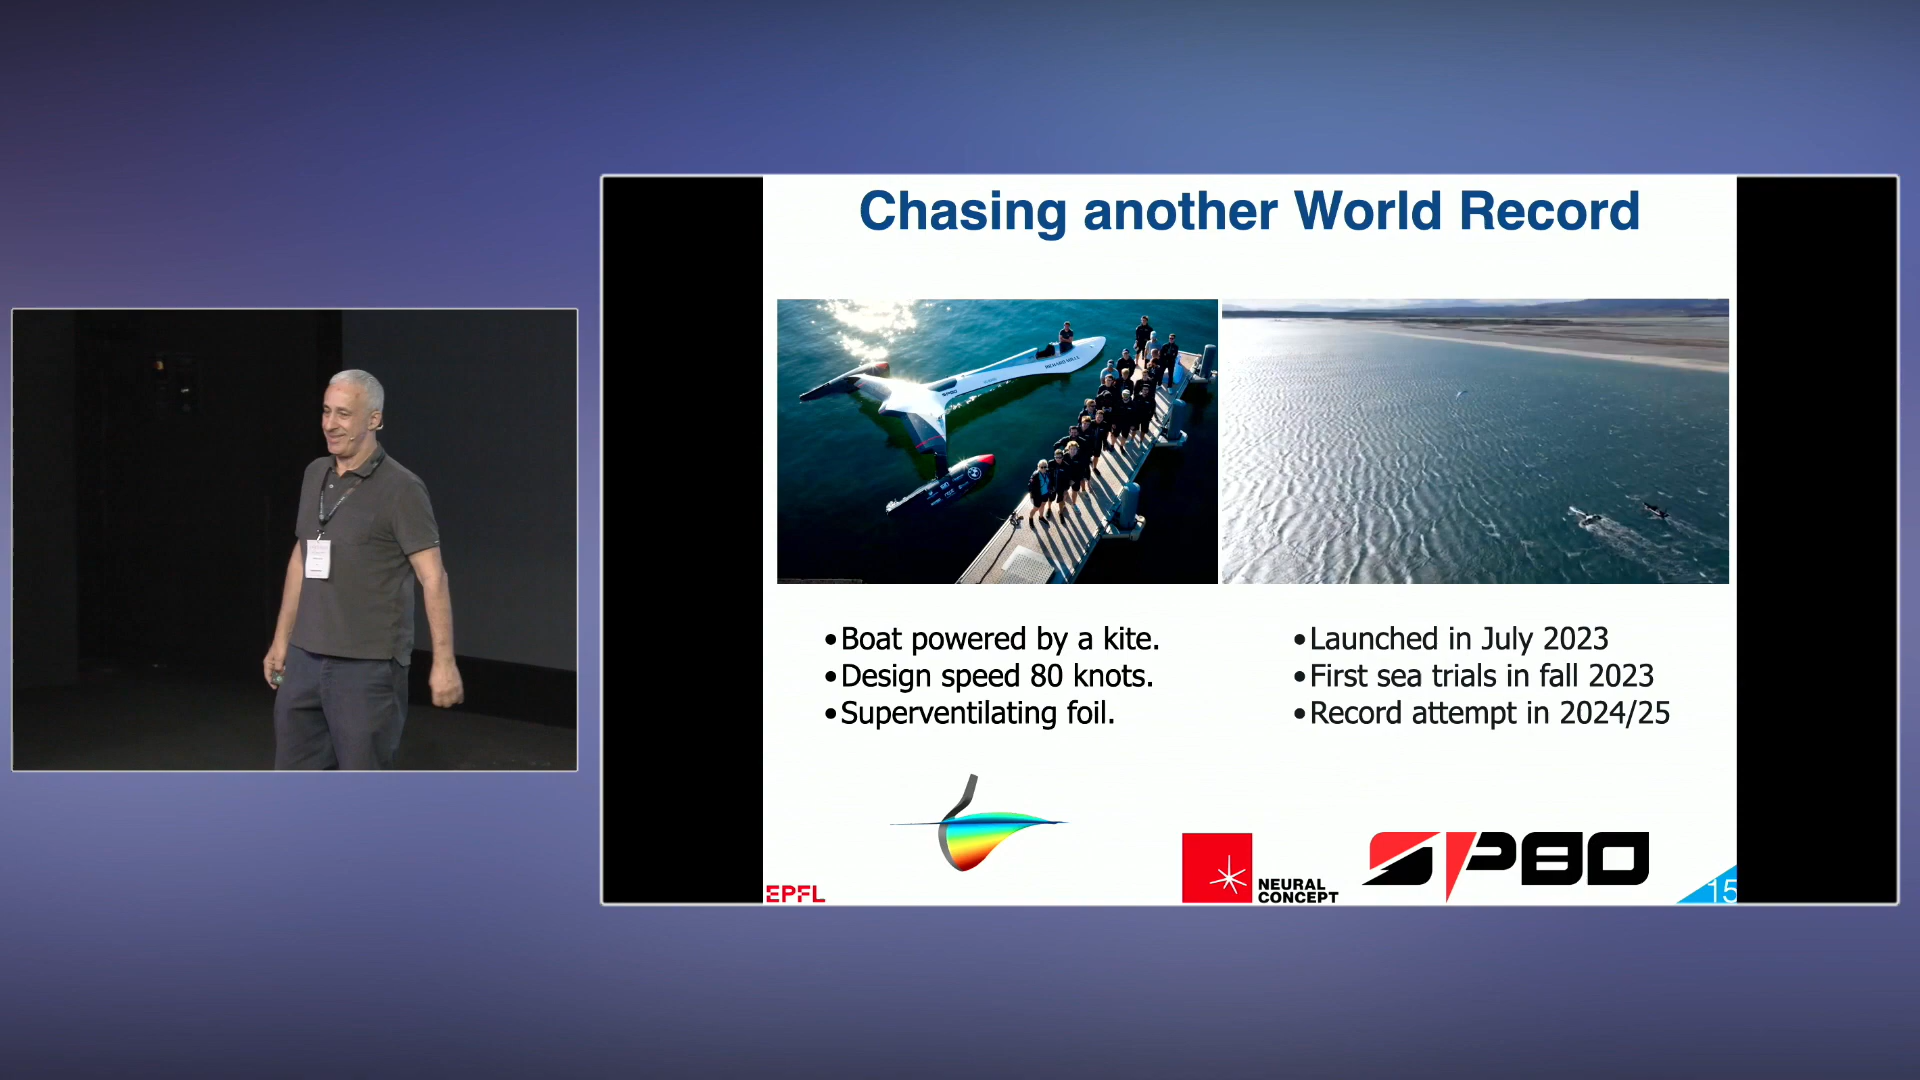 Chasing another World Record
•Boat powered by a kite.
•Design speed 80 knots.
•Superventilating foil.
•Launched in July 2023
•First sea trials in fall 2023
•Record attempt in 2024/25
EPFL
NEURAL
CONCEPT
SP80
15